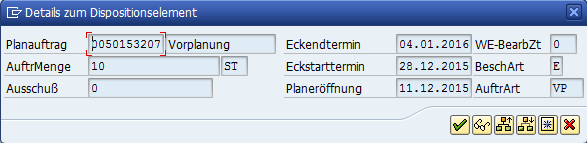 Details zum Dispositionselement
Planauftrag 0050153207 Vorplanung Eckendtermin 04.01.2016 WE-BearbZt 0
AuftrMenge 10 ST Eckstarttermin 28.12.2015 BeschArt E
Ausschuß 0 Planeröffnung 11.12.2015 AuftrArt VP